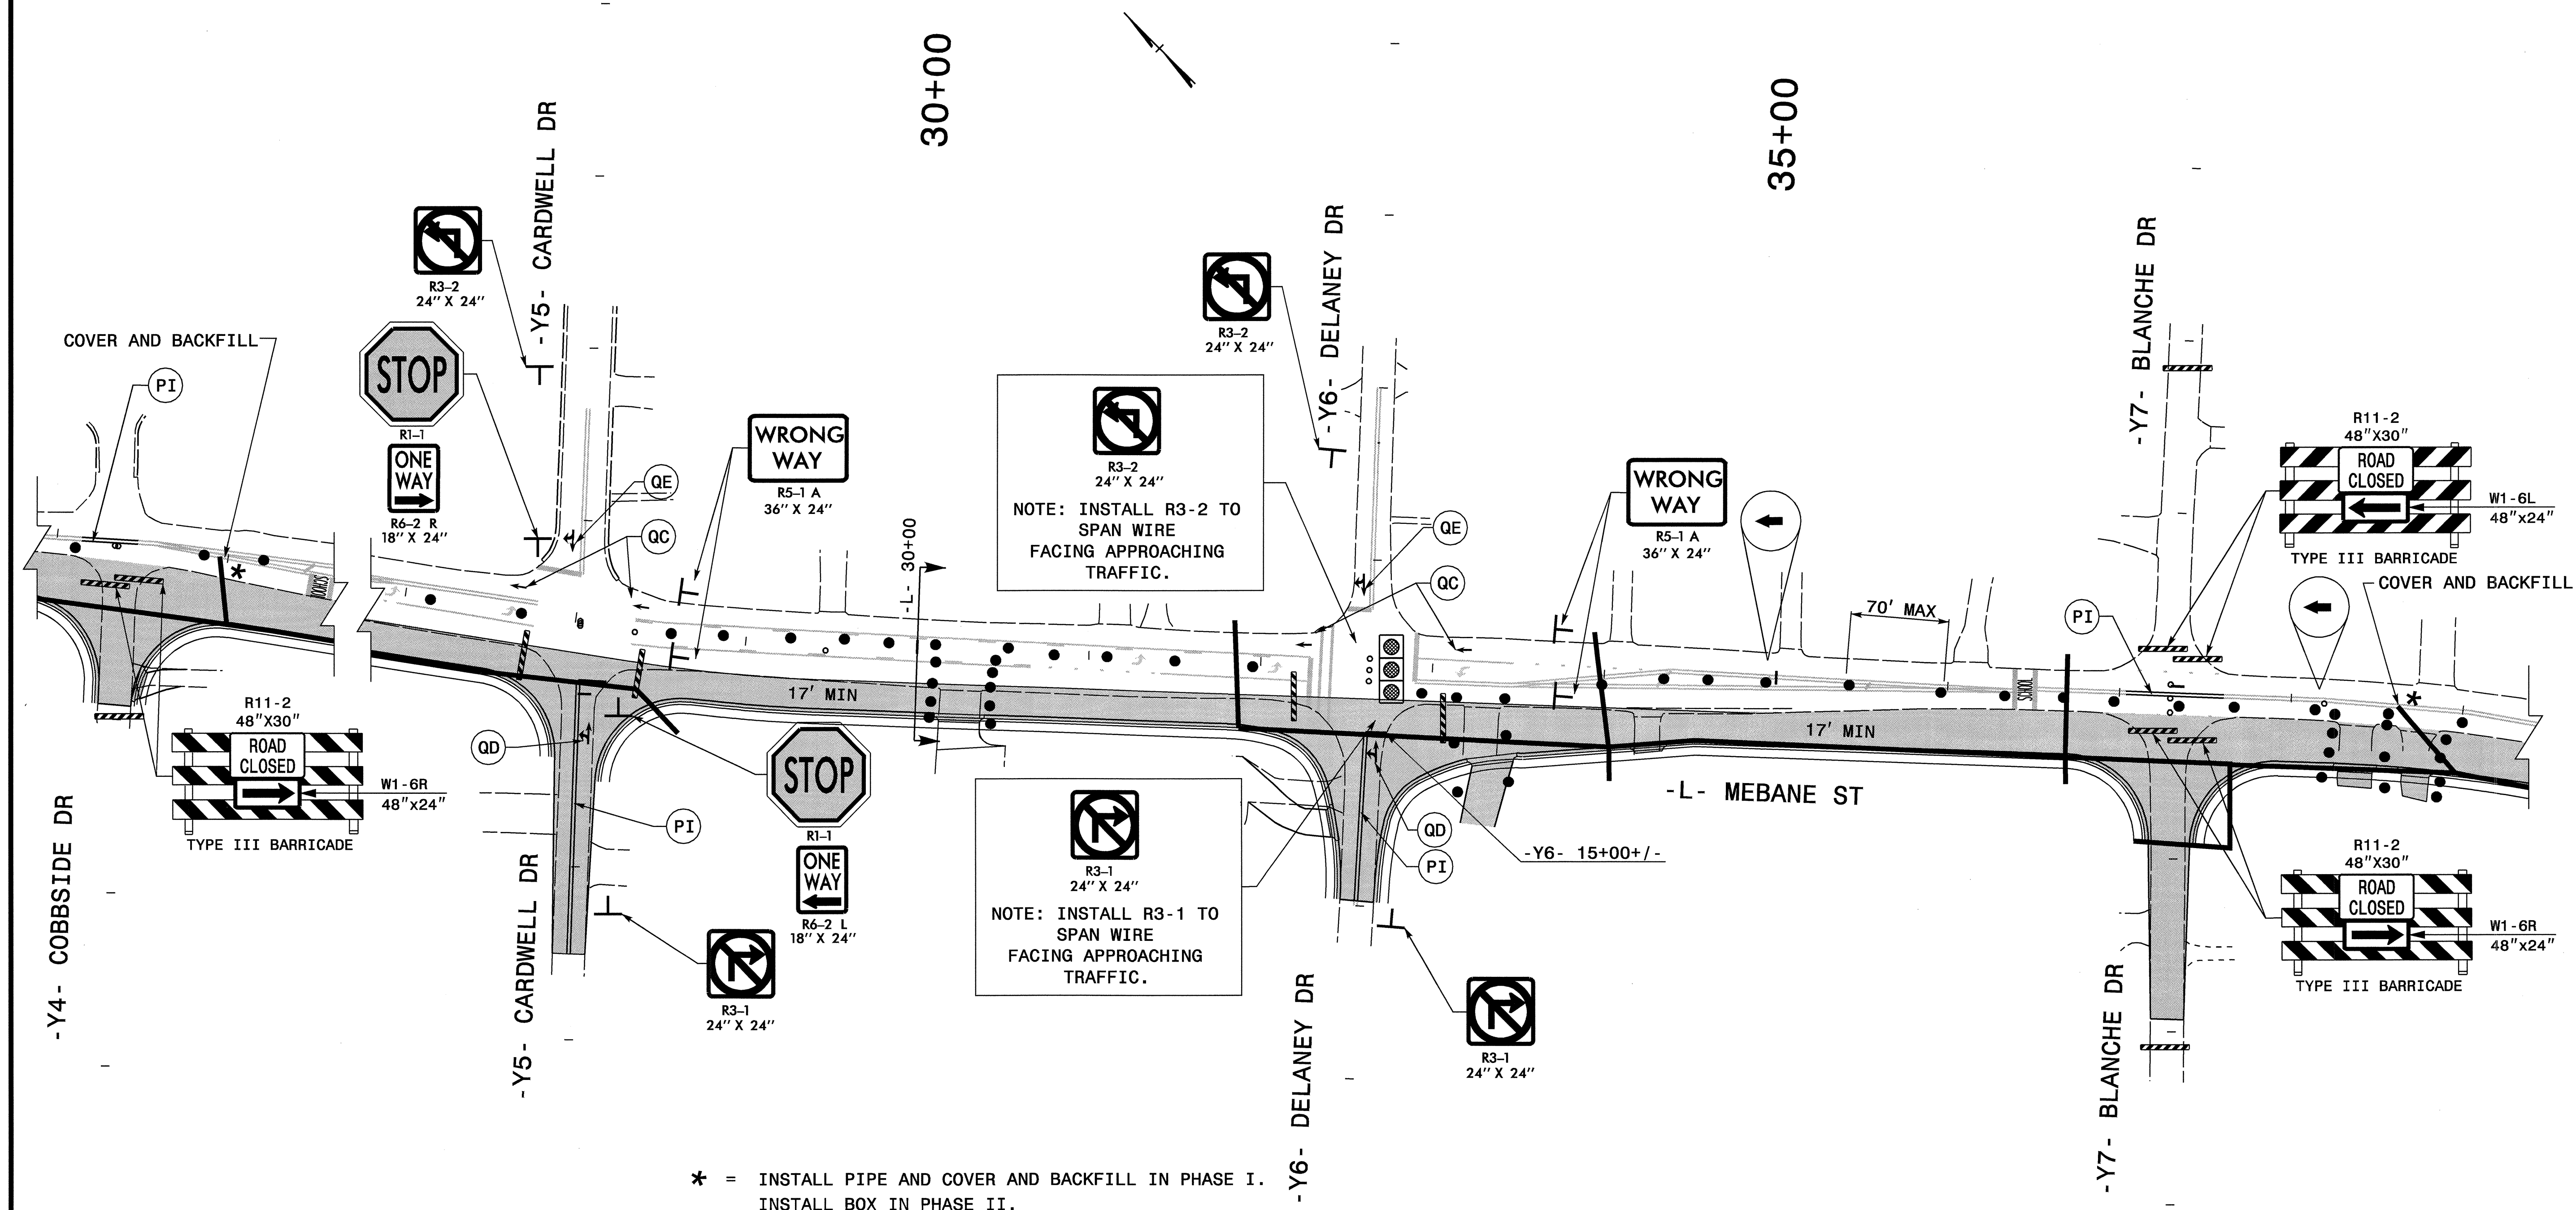 30+00
35+00
-Y5- CARDWELL DR
-Y6- DELANEY DR
-Y7- BLANCHE DR
R3-2
24" X 24"
COVER AND BACKFILL
PI
STOP
R1-1
ONE
WAY
R6-2 R
18" X 24"
QE
QC
WRONG
WAY
R5-1 A
36" X 24"
-L- 30+00
R3-2
24" X 24"
R3-2
24" X 24"
NOTE: INSTALL R3-2 TO
SPAN WIRE
FACING APPROACHING
TRAFFIC.
QE
QC
WRONG
WAY
R5-1 A
36" X 24"
70' MAX
PI
R11-2
48"X30"
ROAD
CLOSED
W1-6L
48"x24"
TYPE III BARRICADE
COVER AND BACKFILL
*
SCHOOL
*
SCHOOL
17' MIN
17' MIN
R11-2
48"X30"
ROAD
CLOSED
W1-6R
48"x24"
TYPE III BARRICADE
QD
PI
STOP
R1-1
ONE
WAY
R6-2 L
18" X 24"
R3-1
24" X 24"
R3-1
24" X 24"
NOTE: INSTALL R3-1 TO
SPAN WIRE
FACING APPROACHING
TRAFFIC.
QD
PI
-Y6- 15+00+/-
-L- MEBANE ST
R3-1
24" X 24"
R11-2
48"X30"
ROAD
CLOSED
W1-6R
48"x24"
TYPE III BARRICADE
-Y4- COBBSIDE DR
-Y5- CARDWELL DR
-Y6- DELANEY DR
-Y7- BLANCHE DR
* = INSTALL PIPE AND COVER AND BACKFILL IN PHASE I.
INSTALL BOX IN PHASE II.